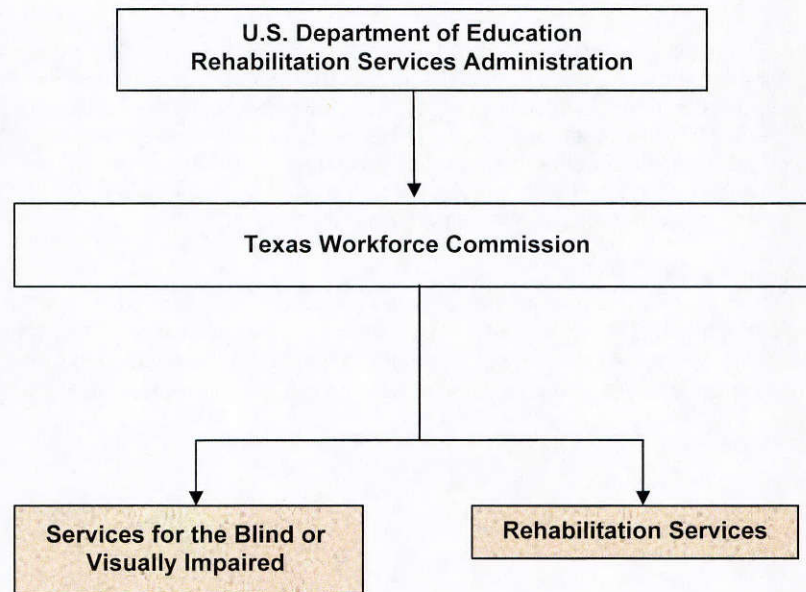 U.S. Department of Education
Rehabilitation Services Administration
Texas Workforce Commission
Services for the Blind or
Visually Impaired
Rehabilitation Services